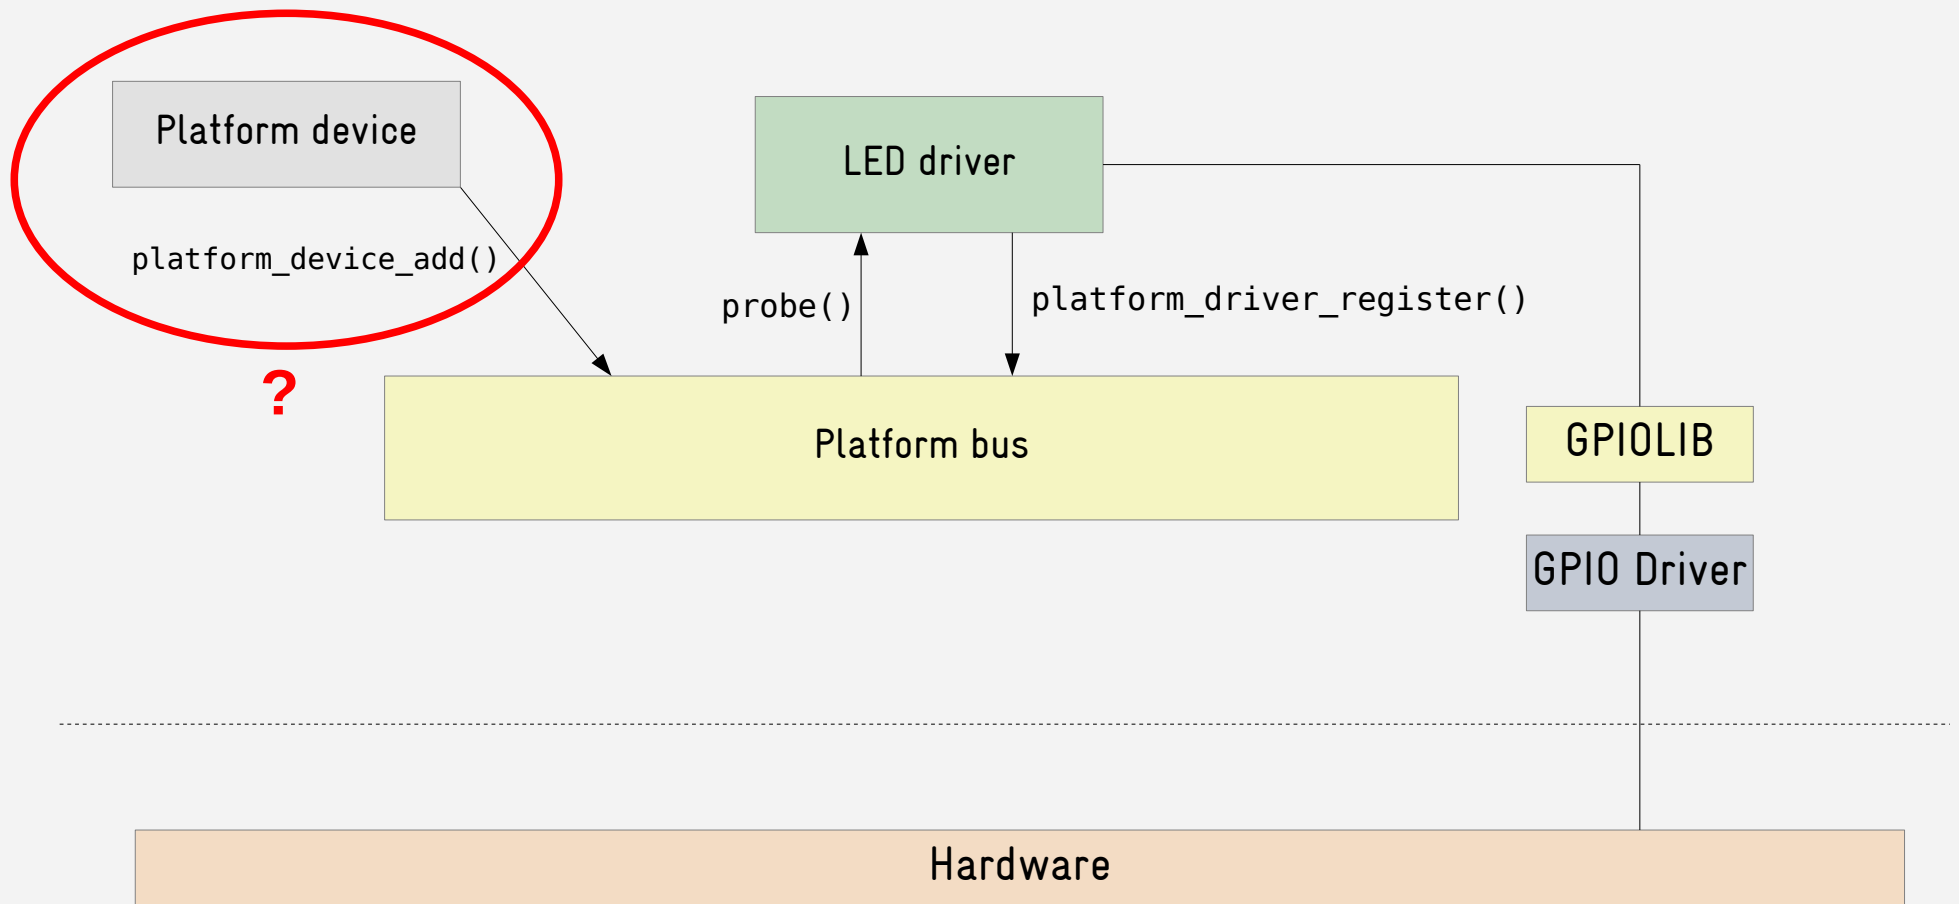 Platform device
LED driver
platform_device_add()
probe()
platform_driver_register()
?
Platform bus
GPIOLIB
GPIO Driver
Hardware